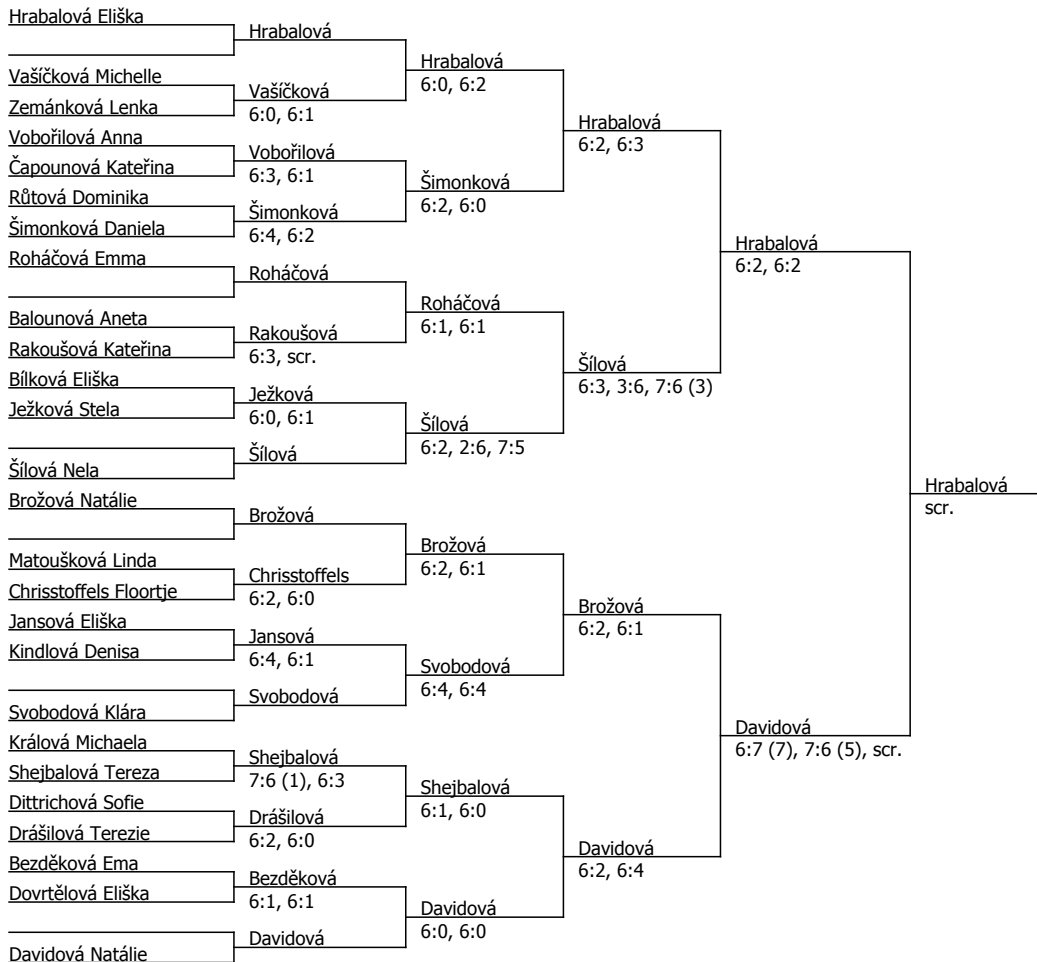 Hrabalová Eliška
Hrabalová
Hrabalová
6:0, 6:2
Vašíčková Michelle
Vašíčková
6:0, 6:1
Zemánková Lenka
Hrabalová
6:2, 6:3
Vobořilová Anna
Vobořilová
6:3, 6:1
Čapounová Kateřina
Šimonková
6:2, 6:0
Růtová Dominika
Šimonková
6:4, 6:2
Šimonková Daniela
Hrabalová
6:2, 6:2
Roháčová Emma
Roháčová
Roháčová
6:1, 6:1
Balounová Aneta
Rakoušová
6:3, scr.
Rakoušová Kateřina
Šílová
6:3, 3:6, 7:6 (3)
Bílková Eliška
Ježková
6:0, 6:1
Ježková Stela
Šílová
6:2, 2:6, 7:5
Šílová
Šílová Nela
Hrabalová
scr.
Brožová Natálie
Brožová
Brožová
6:2, 6:1
Matoušková Linda
Chrisstoffels
6:2, 6:0
Chrisstoffels Floortje
Brožová
6:2, 6:1
Jansová Eliška
Jansová
6:4, 6:1
Kindlová Denisa
Svobodová
6:4, 6:4
Svobodová
Svobodová Klára
Davidová
6:7 (7), 7:6 (5), scr.
Králová Michaela
Shejbalová
7:6 (1), 6:3
Shejbalová Tereza
Shejbalová
6:1, 6:0
Dittrichová Sofie
Drášilová
6:2, 6:0
Drášilová Terezie
Davidová
6:2, 6:4
Bezděková Ema
Bezděková
6:1, 6:1
Dovrtělová Eliška
Davidová
6:0, 6:0
Davidová
Davidová Natálie